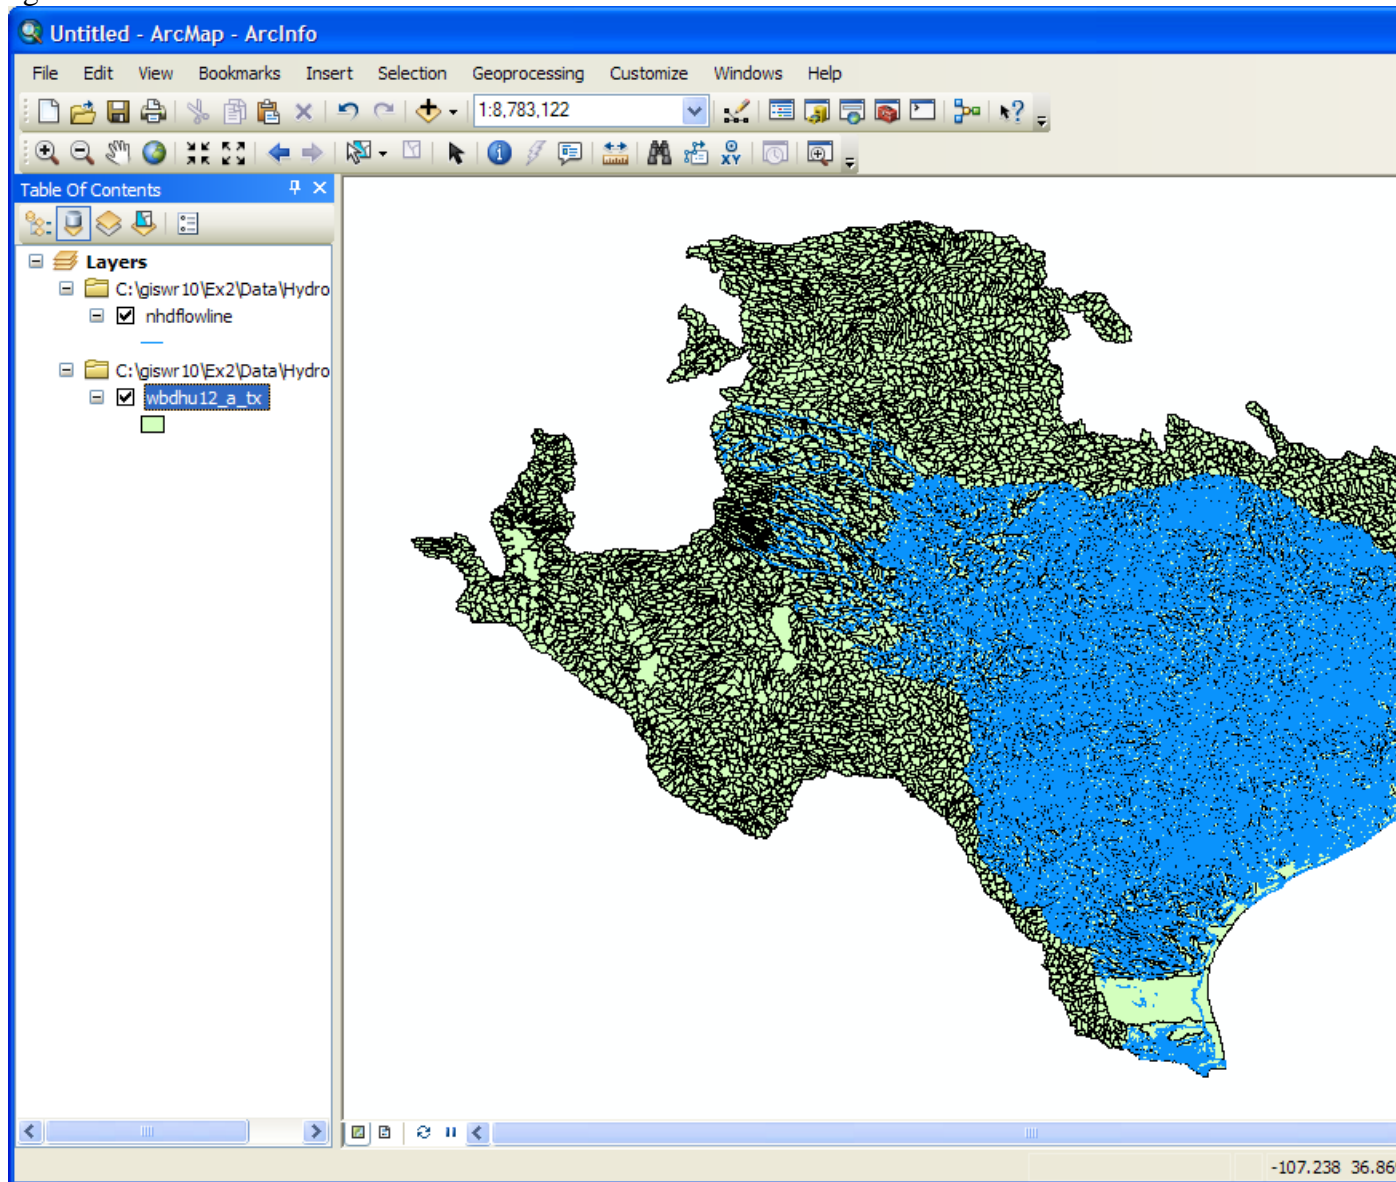 Untitled - ArcMap - ArcInfo
File Edit View Bookmarks Insert Selection Geoprocessing Customize Windows Help
1:8,783,122
XY
Table Of Contents
Layers
C:\giswr10\Ex2\Data\Hydro
nhdflowline
C:\giswr10\Ex2\Data\Hydro
wbdhu12_a_tx
-107.238 36.86